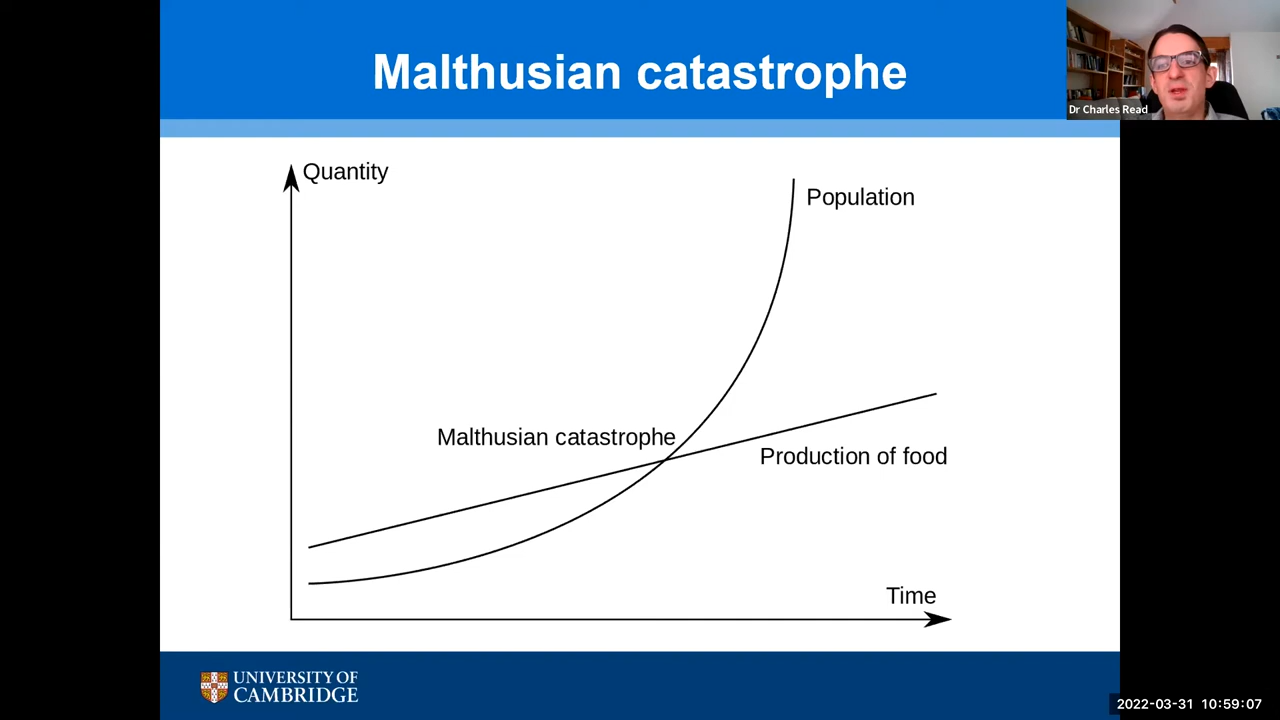 Malthusian catastrophe
Dr Charles Read
Quantity
Population
Malthusian catastrophe
Production of food
Time
UNIVERSITY OF
CAMBRIDGE
2022-03-31 10:59:07